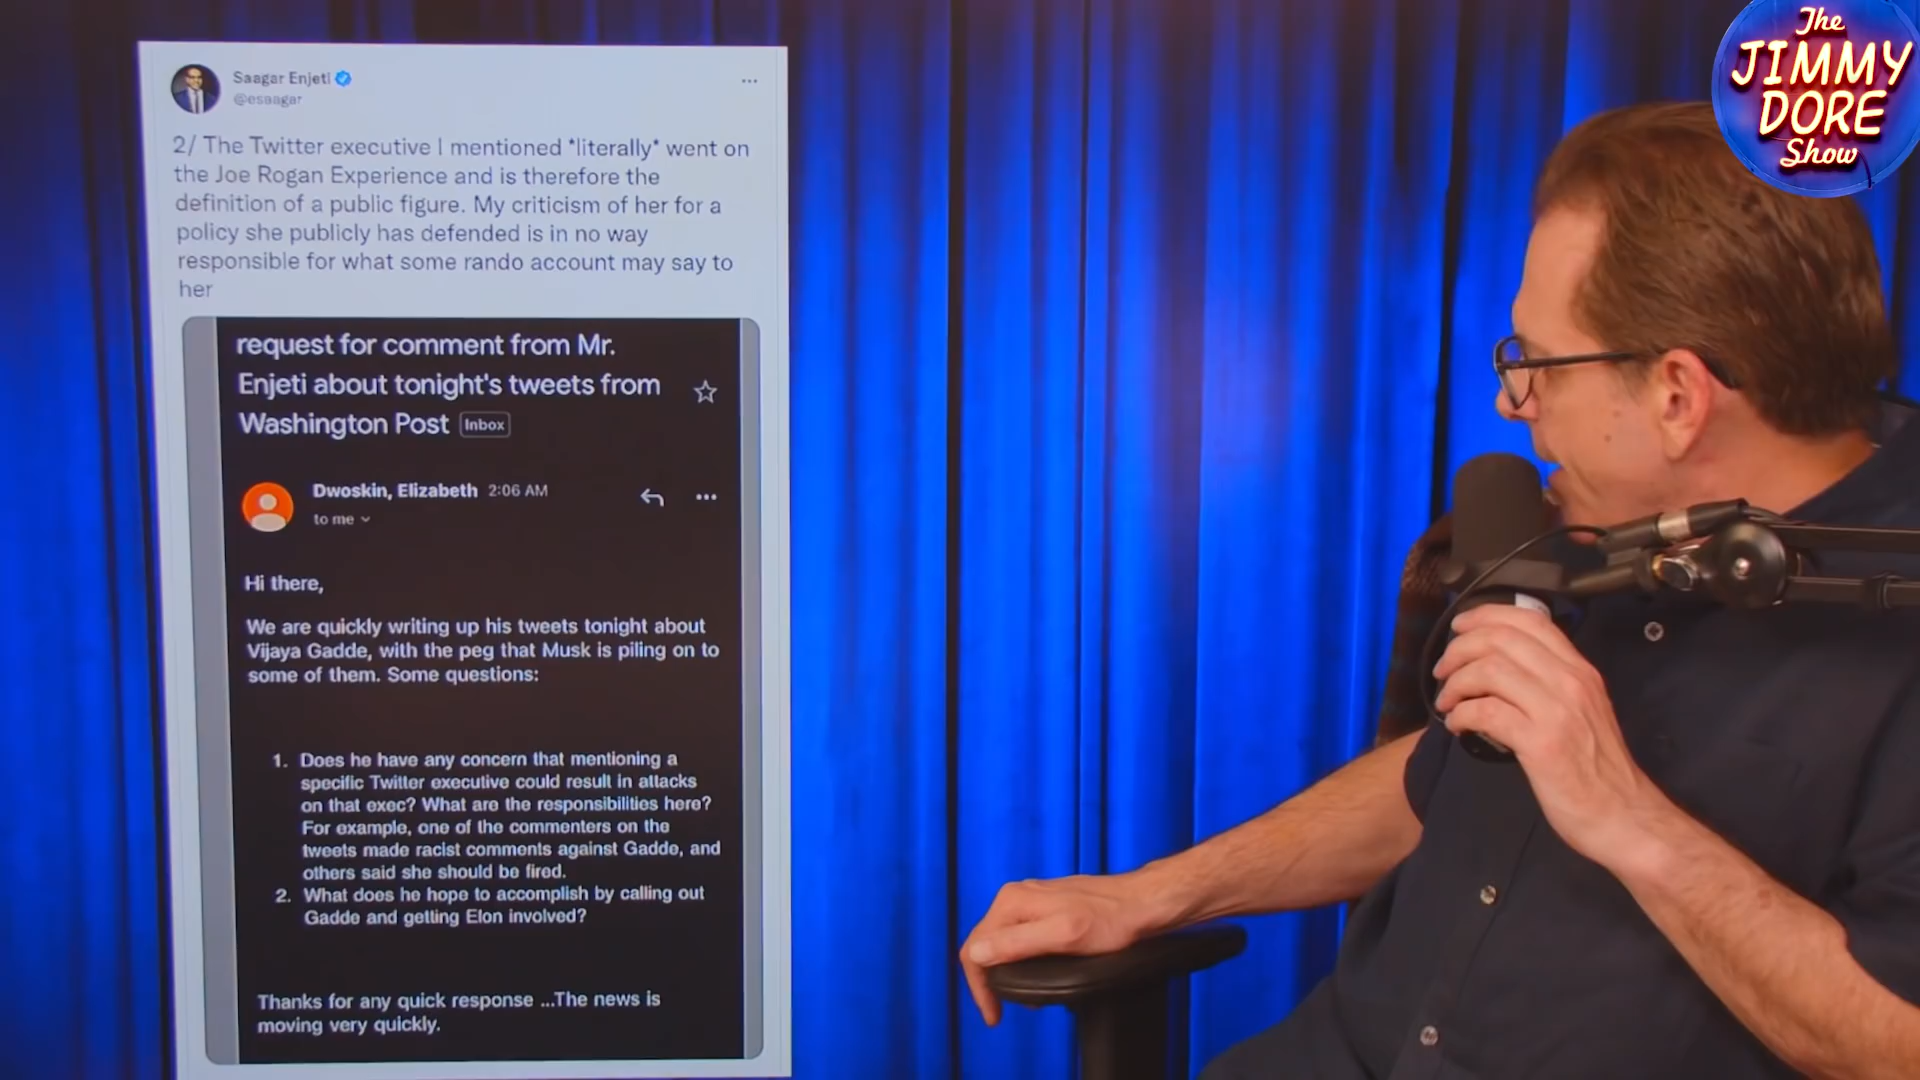 The
JIMMY
DORE
Show
Saagar Enjeti
@esaagar
2/ The Twitter executive I mentioned *literally* went on
the Joe Rogan Experience and is therefore the
definition of a public figure. My criticism of her for a
policy she publicly has defended is in no way
responsible for what some rando account may say to
her
request for comment from Mr.
Enjeti about tonight's tweets from
Washington Post Inbox
Dwoskin, Elizabeth 2:06 AM
to me
Hi there,
We are quickly writing up his tweets tonight about
Vijaya Gadde, with the peg that Musk is piling on to
some of them. Some questions:
1. Does he have any concern that mentioning a
specific Twitter executive could result in attacks
on that exec? What are the responsibilities here?
For example, one of the commenters on the
tweets made racist comments against Gadde, and
others said she should be fired.
2. What does he hope to accomplish by calling out
Gadde and getting Elon involved?
Thanks for any quick response ...The news is
moving very quickly.